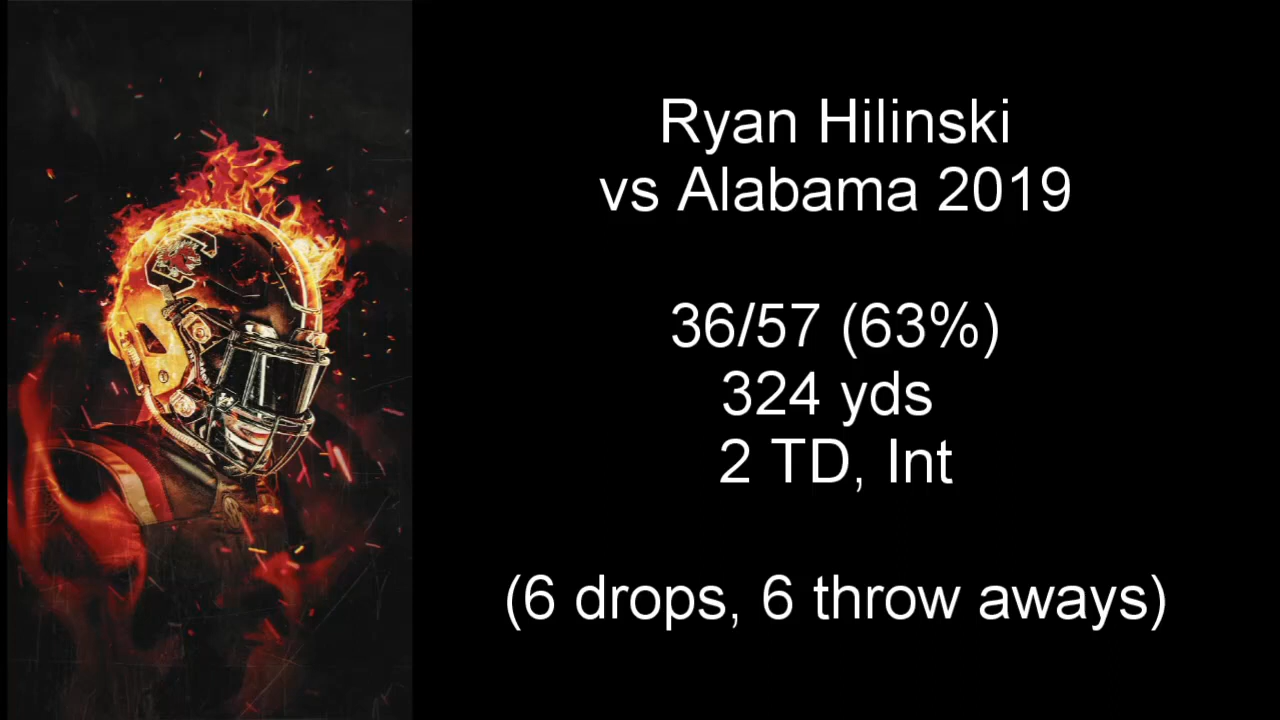 Ryan Hilinski
vs Alabama 2019
36/57 (63%)
324 yds
2 TD, Int
(6 drops, 6 throw aways)